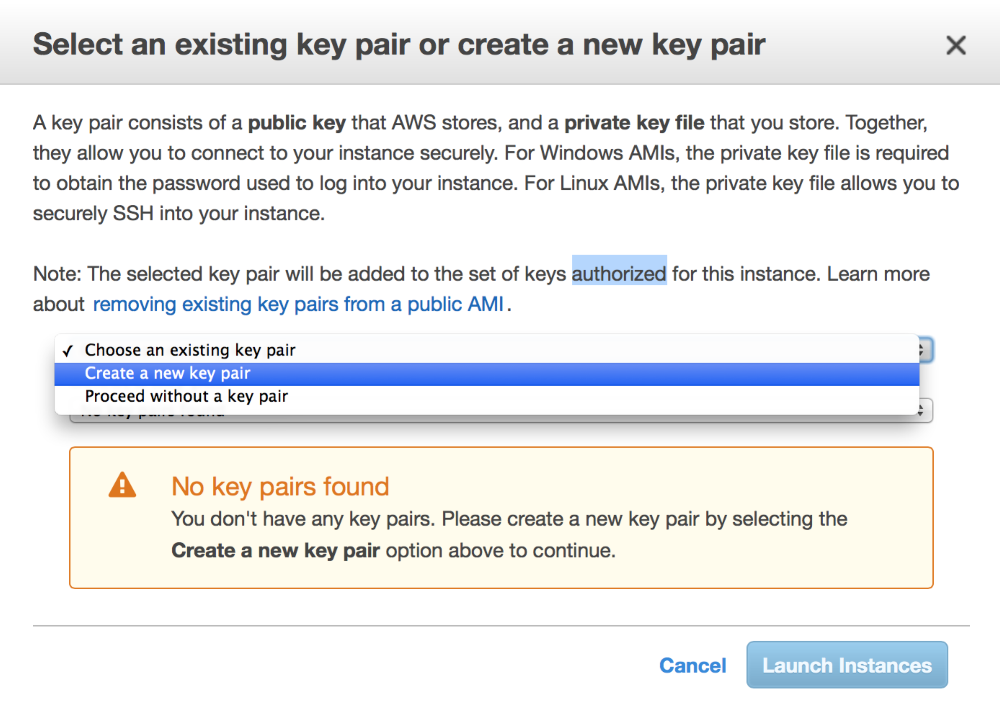 Select an existing key pair or create a new key pair
A key pair consists of a public key that AWS stores, and a private key file that you store. Together,
they allow you to connect to your instance securely. For Windows AMIs, the private key file is required
to obtain the password used to log into your instance. For Linux AMIs, the private key file allows you to
securely SSH into your instance.
Note: The selected key pair will be added to the set of keys authorized for this instance. Learn more
about removing existing key pairs from a public AMI.
✓ Choose an existing key pair
Create a new key pair
Proceed without a key pair
No key pairs found
No key pairs found
You don't have any key pairs. Please create a new key pair by selecting the
Create a new key pair option above to continue.
Cancel
Launch Instances